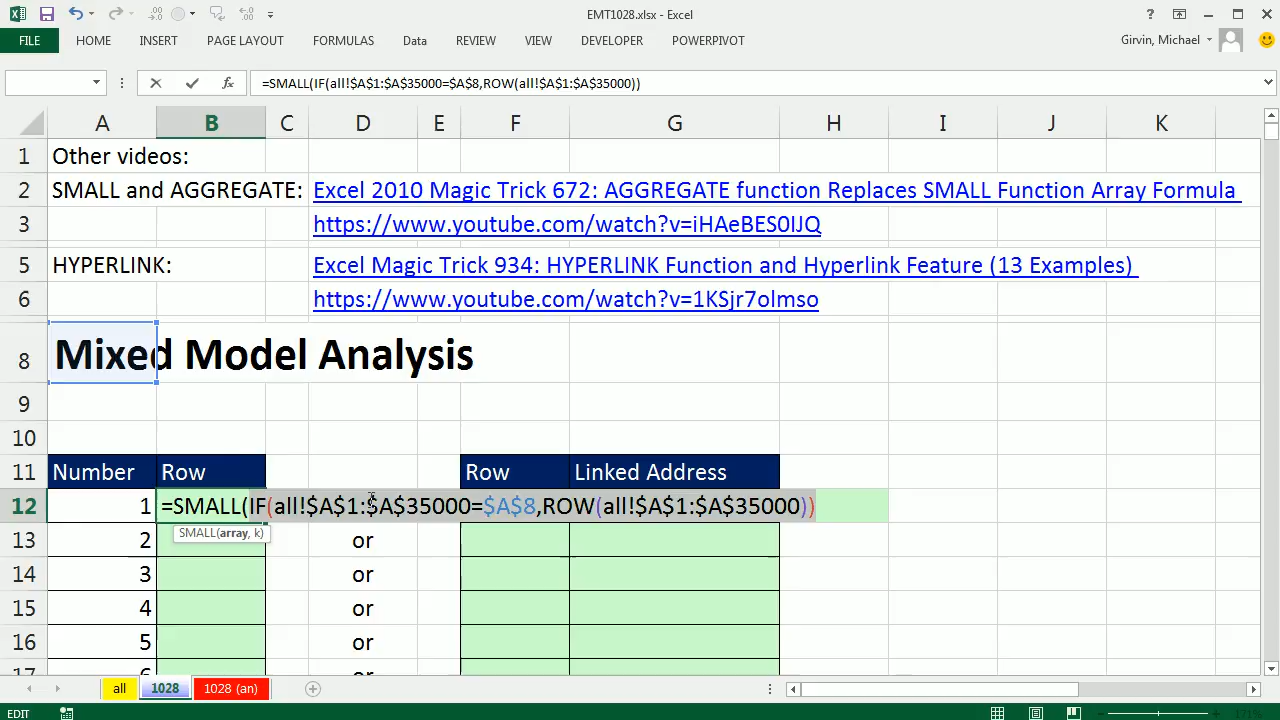 EMT1028.xlsx - Excel
FILE HOME INSERT PAGE LAYOUT FORMULAS Data REVIEW VIEW DEVELOPER POWERPIVOT Girvin, Michael
=SMALL(IF(all!$A$1:$A$35000=$A$8,ROW(all!$A$1:$A$35000))
A B C D E F G H I J K
1 Other videos:
2 SMALL and AGGREGATE: Excel 2010 Magic Trick 672: AGGREGATE function Replaces SMALL Function Array Formula
3 https://www.youtube.com/watch?v=iHAeBES0IJQ
5 HYPERLINK: Excel Magic Trick 934: HYPERLINK Function and Hyperlink Feature (13 Examples)
6 https://www.youtube.com/watch?v=1KSjr7olmso
8 Mixed Model Analysis
9
10
11 Number Row Row Linked Address
12 1 =SMALL(IF(all!$A$1:$A$35000=$A$8,ROW(all!$A$1:$A$35000))
SMALL(array, k)
13 2 or
14 3 or
15 4 or
16 5 or
17 6 or
all 1028 1028 (an)
EDIT 171%